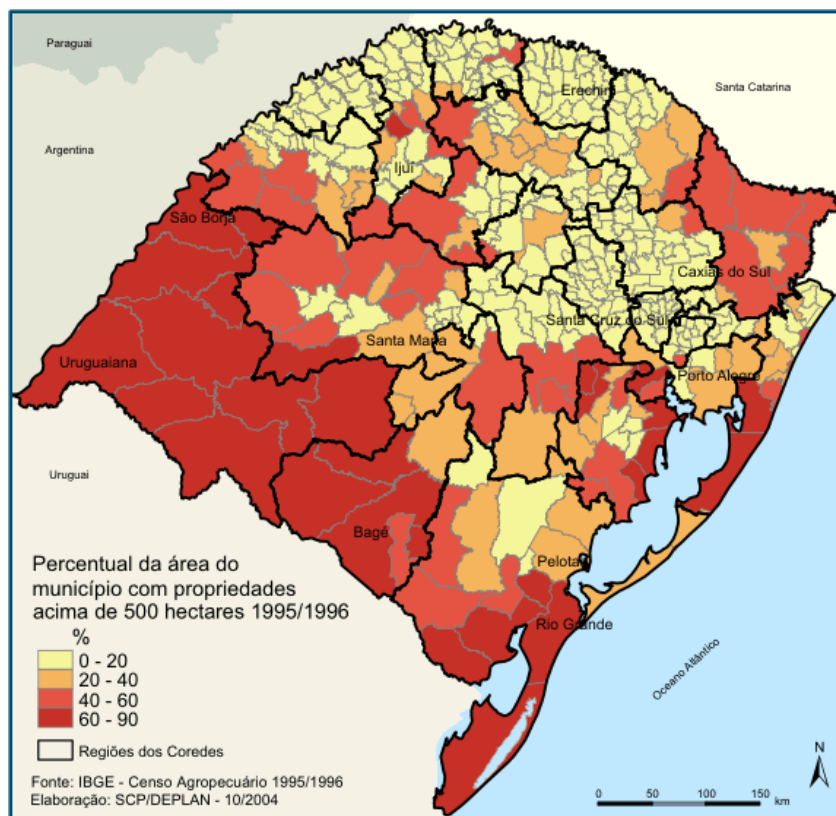 Paraguai
Santa Catarina
Erechim
Argentina
Ijuí
São Borja
Caxias do Sul
Santa Cruz do Sul
Santa Maria
Uruguaiana
Porto Alegre
Uruguai
Bagé
Pelotas
Rio Grande
Oceano Atlântico
Percentual da área do
município com propriedades
acima de 500 hectares 1995/1996
%
0 - 20
20 - 40
40 - 60
60 - 90
Regiões dos Coredes
Fonte: IBGE - Censo Agropecuário 1995/1996
Elaboração: SCP/DEPLAN - 10/2004
N
0 50 100 150
km